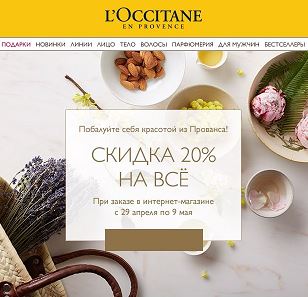 L'OCCITANE
EN PROVENCE
ПОДАРКИ НОВИНКИ ЛИНИИ ЛИЦО ТЕЛО ВОЛОСЫ ПАРФЮМЕРИЯ ДЛЯ МУЖЧИН БЕСТСЕЛЛЕРЫ
Побалуйте себя красотой из Прованса!
СКИДКА 20%
НА ВСЁ
При заказе в интернет-магазине
с 29 апреля по 9 мая